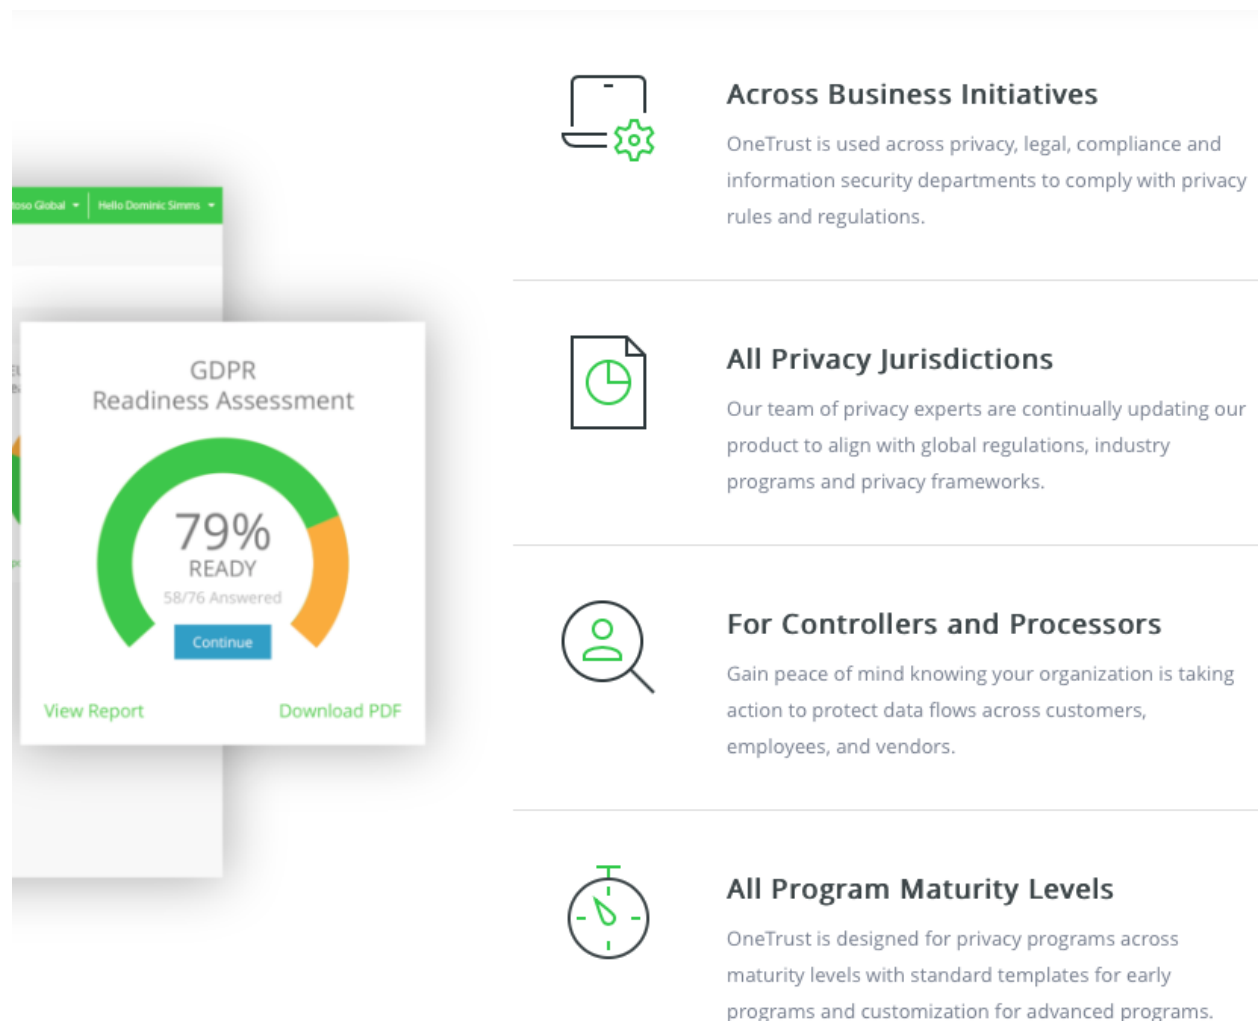 Global
Hello Dominic Simms
GDPR
Readiness Assessment
79%
READY
58/76 Answered
Continue
View Report
Download PDF
Across Business Initiatives
OneTrust is used across privacy, legal, compliance and
information security departments to comply with privacy
rules and regulations.
All Privacy Jurisdictions
Our team of privacy experts are continually updating our
product to align with global regulations, industry
programs and privacy frameworks.
For Controllers and Processors
Gain peace of mind knowing your organization is taking
action to protect data flows across customers,
employees, and vendors.
All Program Maturity Levels
OneTrust is designed for privacy programs across
maturity levels with standard templates for early
programs and customization for advanced programs.